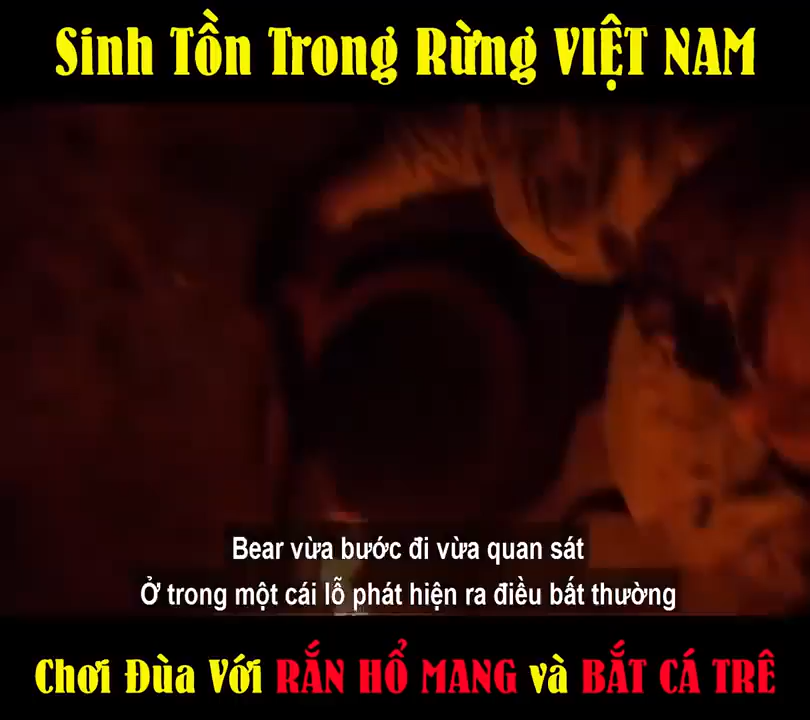 Sinh Tồn Trong Rừng VIỆT NAM
Bear vừa bước đi vừa quan sát
Ở trong một cái lỗ phát hiện ra điều bất thường
Chơi Đùa Với RẮN HỔ MANG và BẮT CÁ TRÊ